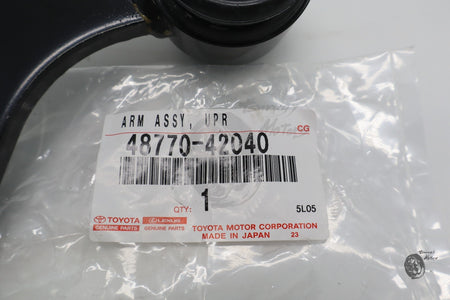 ARM ASSY, UPR
CG
48770-42040
QTY: 1 5L05
TOYOTA LEXUS
GENUINE PARTS GENUINE PARTS
TOYOTA MOTOR CORPORATION
MADE IN JAPAN 23
Motor